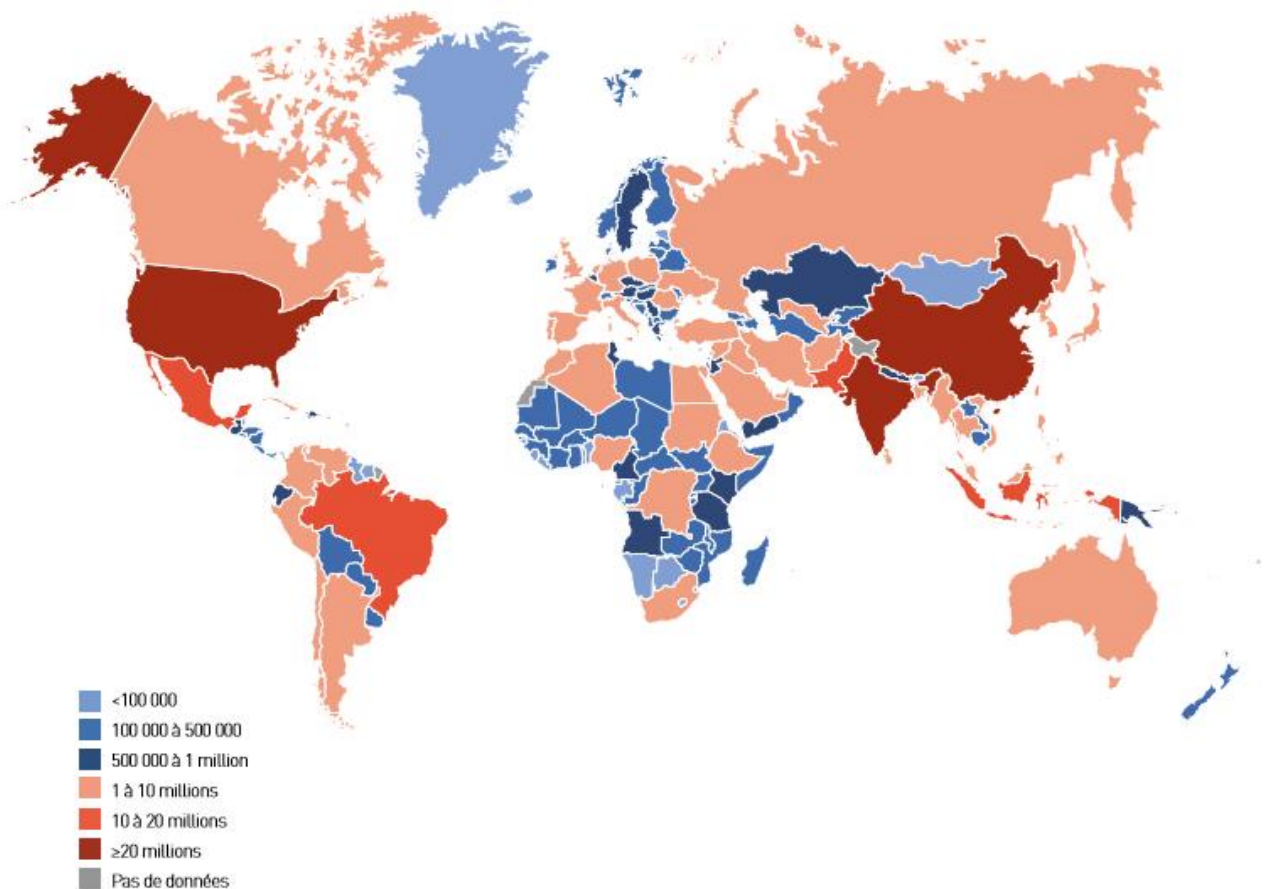 <100 000
100 000 à 500 000
500 000 à 1 million
1 à 10 millions
10 à 20 millions
≥20 millions
Pas de données